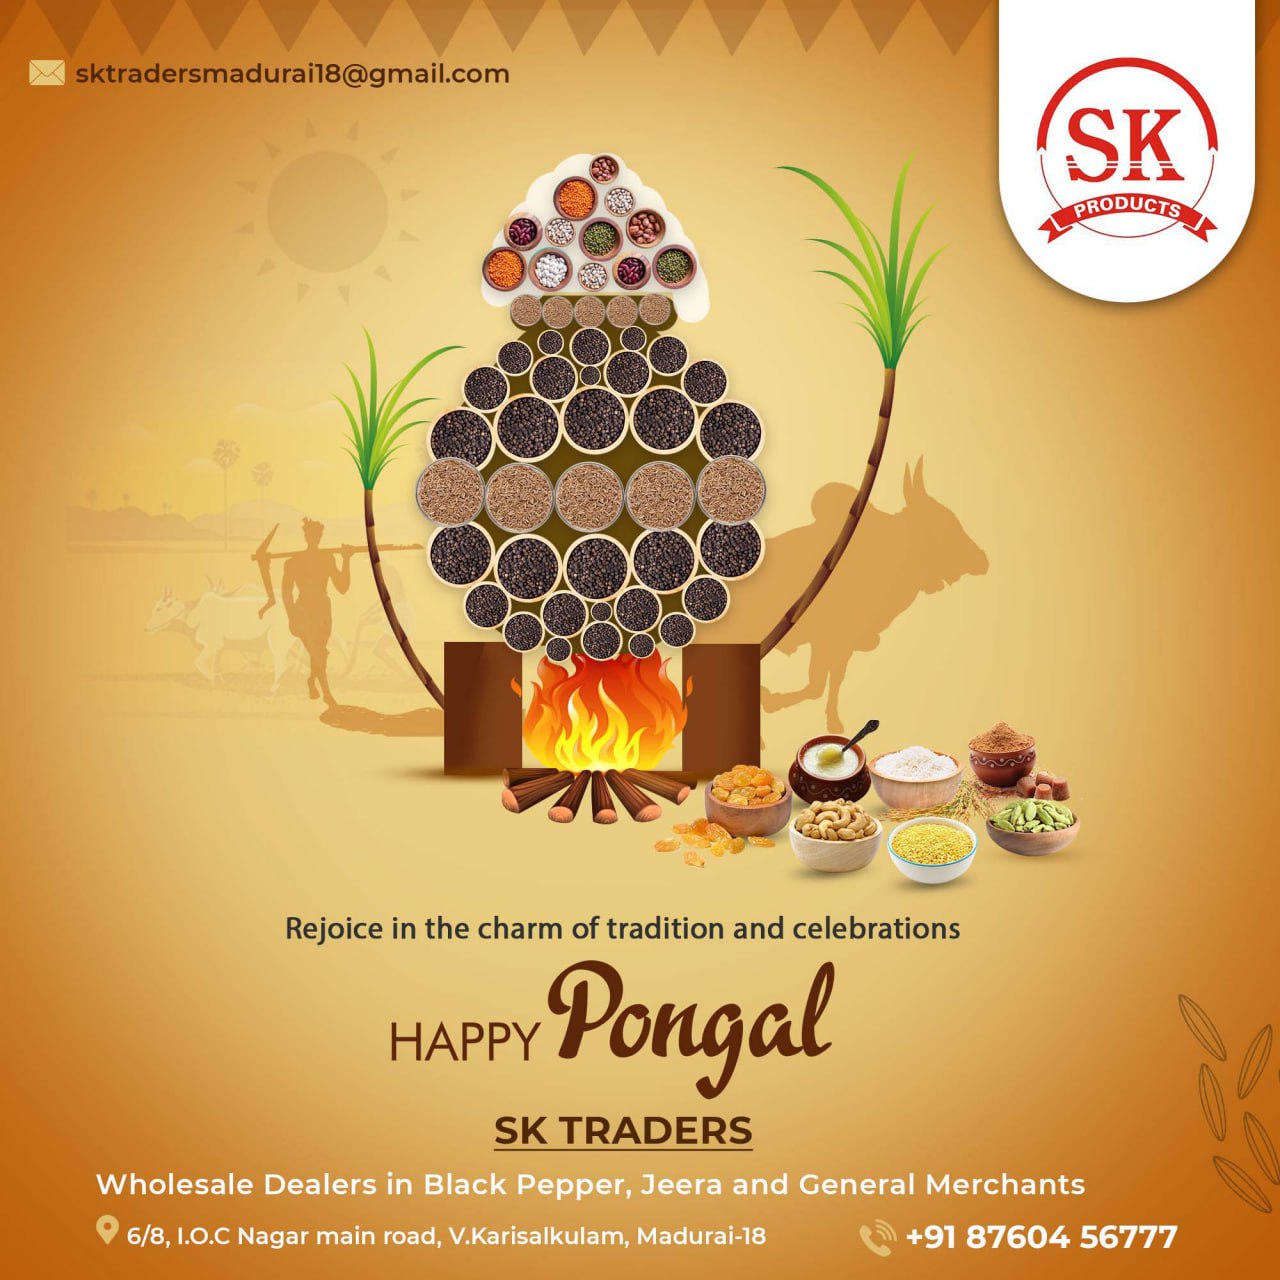 sktradersmadurai18@gmail.com
SK
PRODUCTS
Rejoice in the charm of tradition and celebrations
HAPPY Pongal
SK TRADERS
Wholesale Dealers in Black Pepper, Jeera and General Merchants
6/8, I.O.C Nagar main road, V.Karisalkulam, Madurai-18
+91 87604 56777